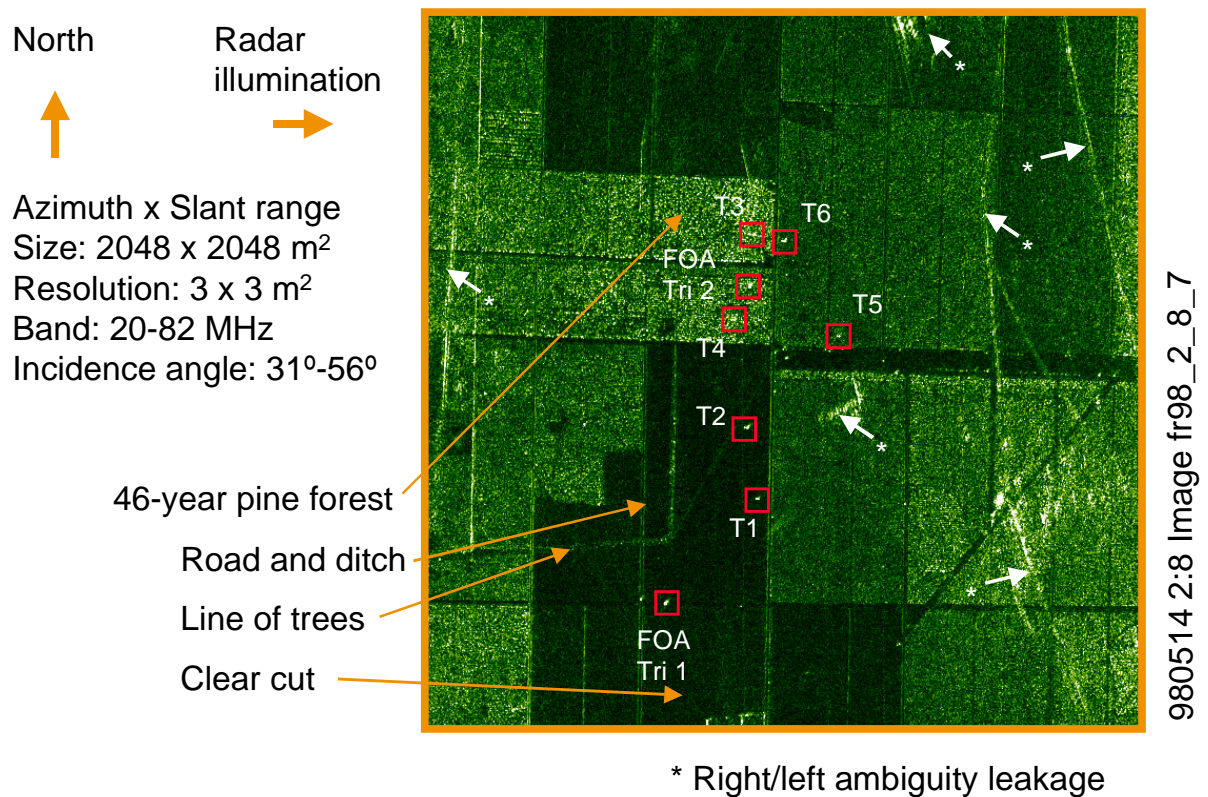 North
Radar
illumination
Azimuth x Slant range
Size: 2048 x 2048 m²
Resolution: 3 x 3 m²
Band: 20-82 MHz
Incidence angle: 31º-56º
46-year pine forest
Road and ditch
Line of trees
Clear cut
*
*
T3
T6
*
FOA
Tri 2
*
T5
T4
T2
*
T1
*
FOA
Tri 1
980514 2:8 Image fr98_2_8_7
* Right/left ambiguity leakage